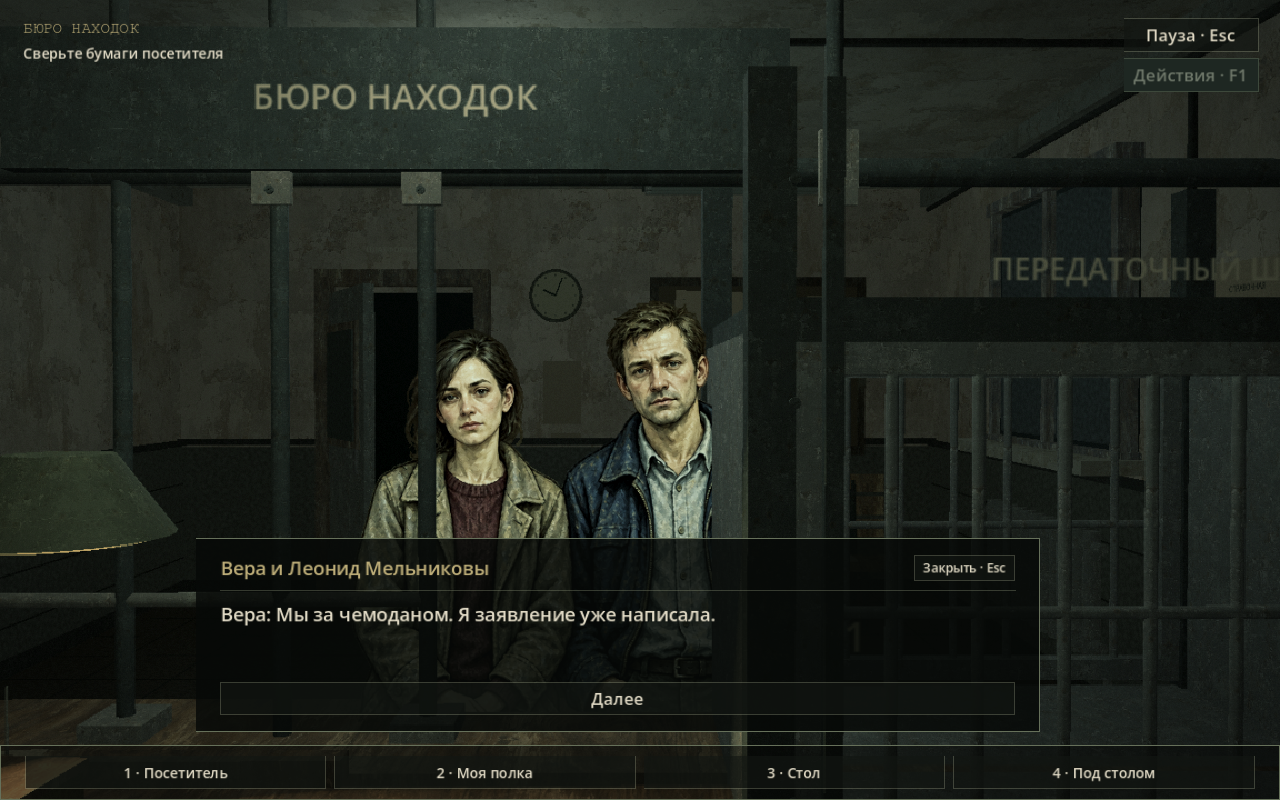 БЮРО НАХОДОК
Сверьте бумаги посетителя
Пауза · Esc
Действия · F1
БЮРО НАХОДОК
ПЕРЕДАТОЧНЫЙ
Вера и Леонид Мельниковы
Закрыть · Esc
Вера: Мы за чемоданом. Я заявление уже написала.
Далее
1 · Посетитель
2 · Моя полка
3 · Стол
4 · Под столом